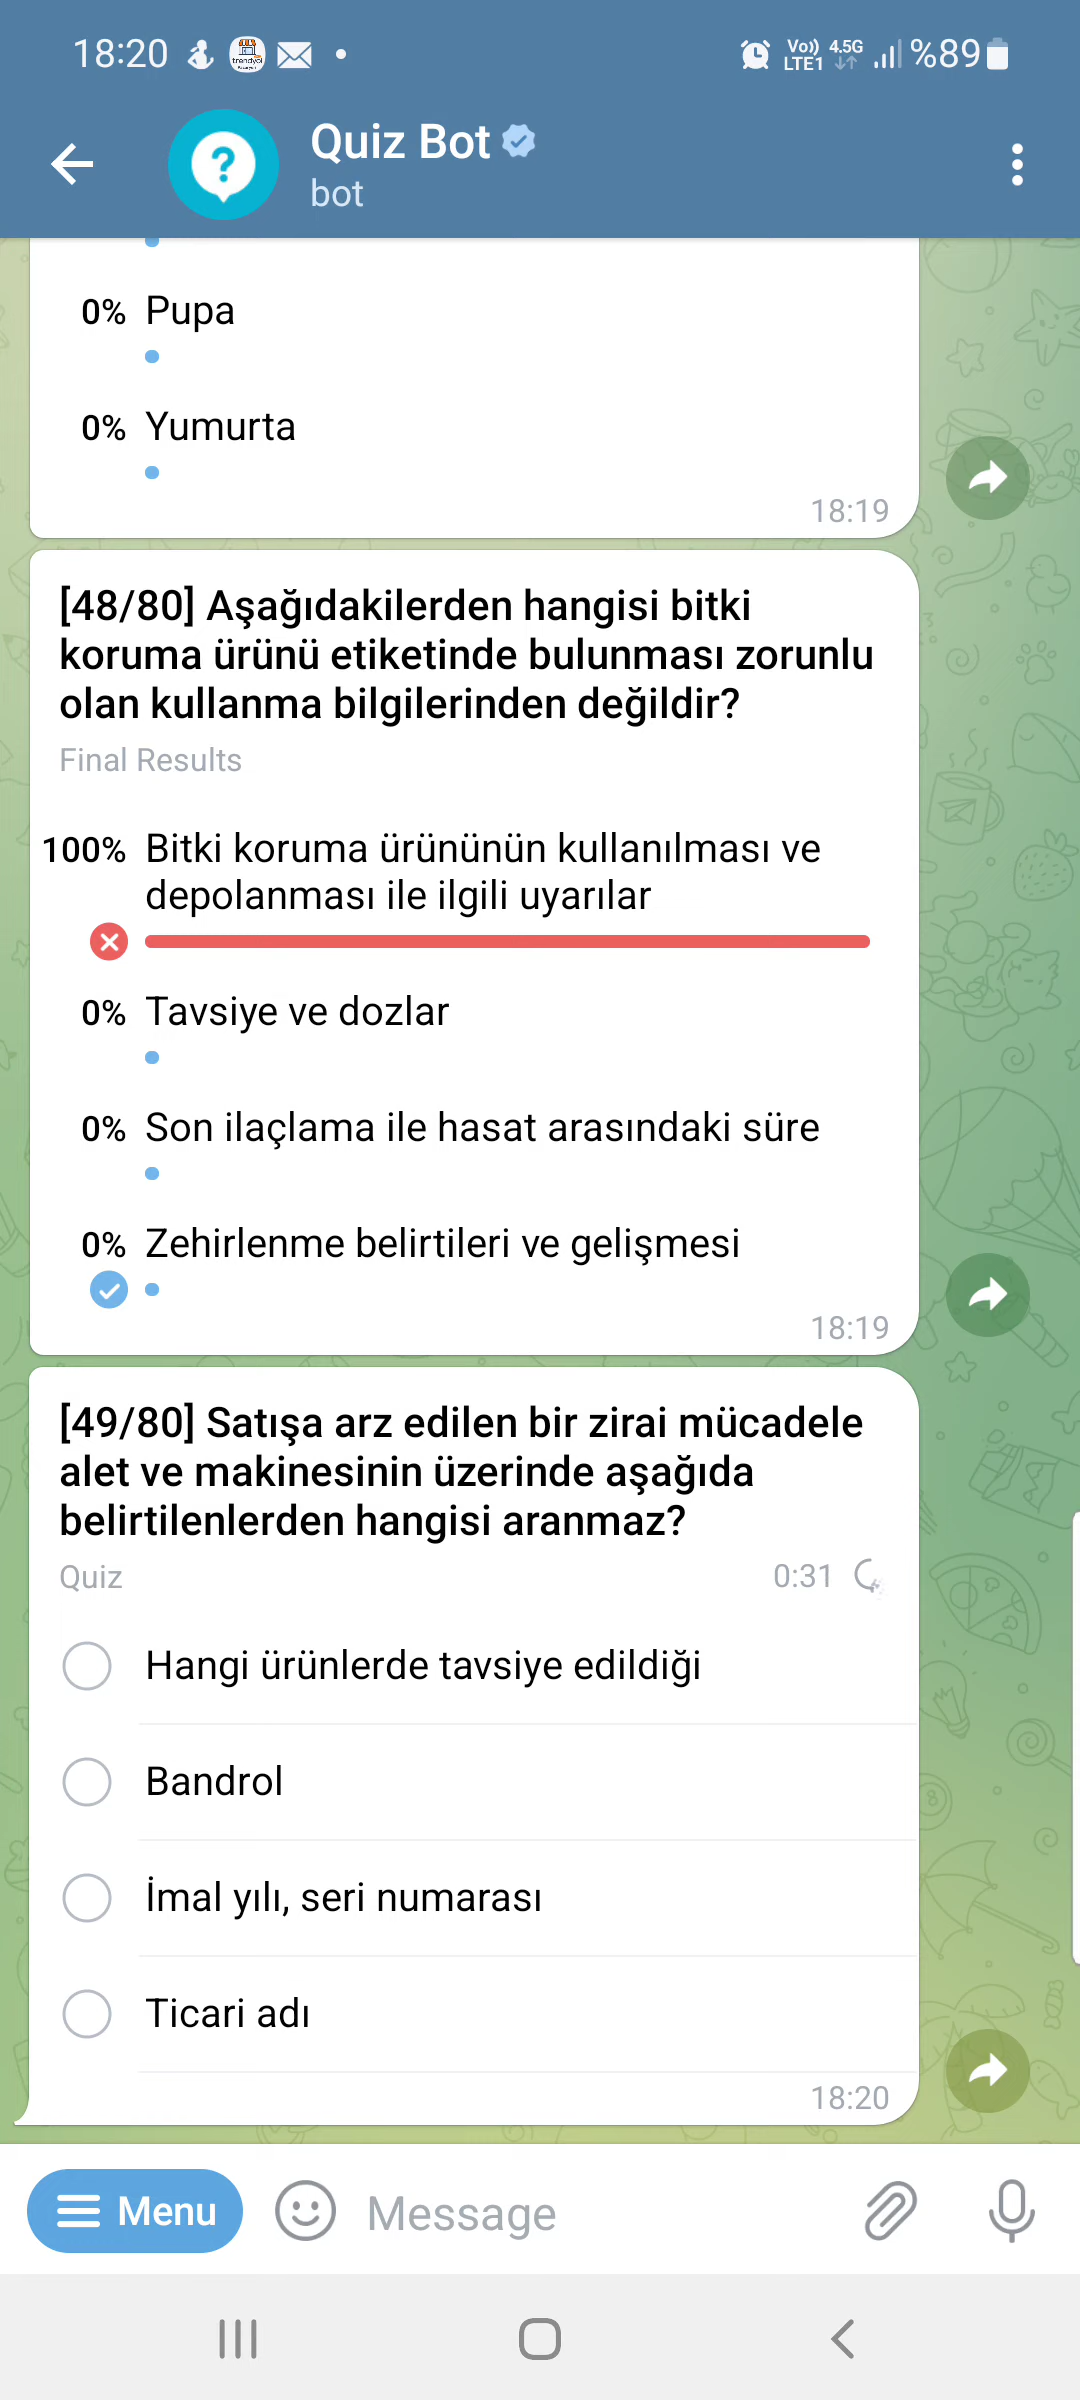 18:20
trendyol
Vo)) 4.5G
LTE1
%89
Quiz Bot
bot
0% Pupa
0% Yumurta
18:19
[48/80] Aşağıdakilerden hangisi bitki
koruma ürünü etiketinde bulunması zorunlu
olan kullanma bilgilerinden değildir?
Final Results
100% Bitki koruma ürününün kullanılması ve
depolanması ile ilgili uyarılar
0% Tavsiye ve dozlar
0% Son ilaçlama ile hasat arasındaki süre
0% Zehirlenme belirtileri ve gelişmesi
18:19
[49/80] Satışa arz edilen bir zirai mücadele
alet ve makinesinin üzerinde aşağıda
belirtilenlerden hangisi aranmaz?
Quiz 0:31
Hangi ürünlerde tavsiye edildiği
Bandrol
İmal yılı, seri numarası
Ticari adı
18:20
Menu
Message